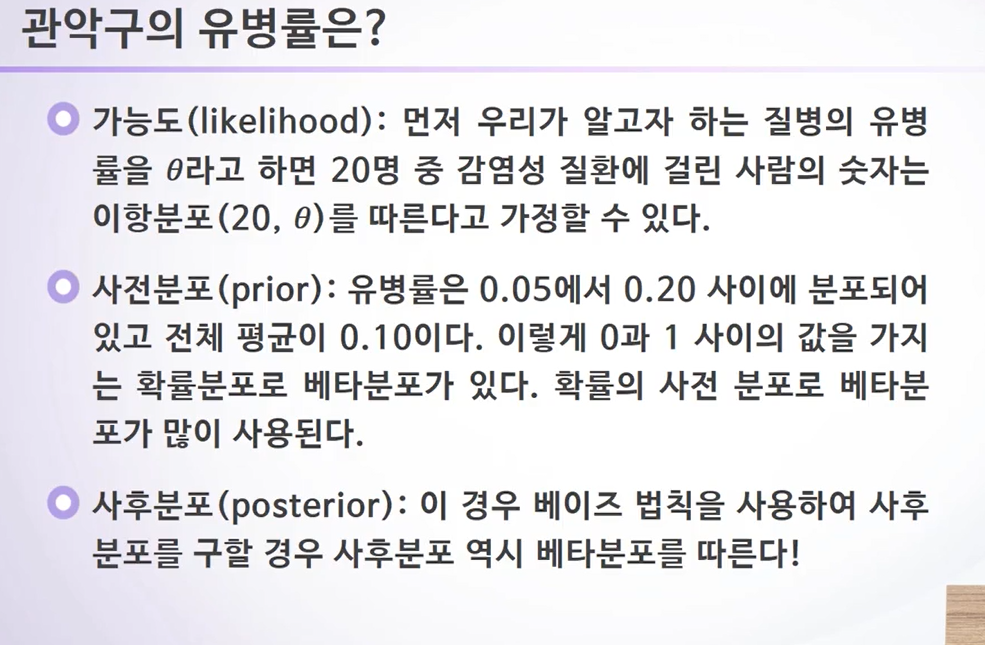 관악구의 유병률은?
가능도(likelihood): 먼저 우리가 알고자 하는 질병의 유병
률을 θ라고 하면 20명 중 감염성 질환에 걸린 사람의 숫자는
이항분포(20, θ)를 따른다고 가정할 수 있다.
사전분포(prior): 유병률은 0.05에서 0.20 사이에 분포되어
있고 전체 평균이 0.10이다. 이렇게 0과 1 사이의 값을 가지
는 확률분포로 베타분포가 있다. 확률의 사전 분포로 베타분
포가 많이 사용된다.
사후분포(posterior): 이 경우 베이즈 법칙을 사용하여 사후
분포를 구할 경우 사후분포 역시 베타분포를 따른다!